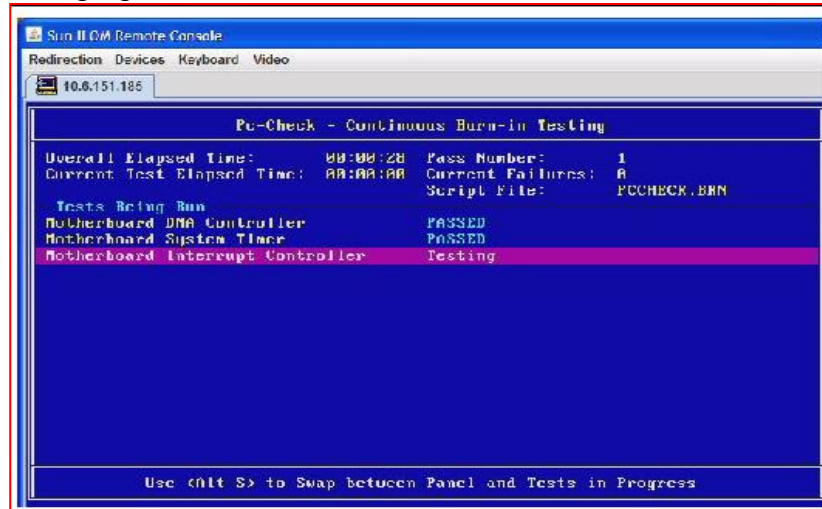 Sun ILOM Remote Console
Redirection Devices Keyboard Video
10.6.151.185
Pc-Check - Continuous Burn-in Testing
Overall Elapsed Time: 00:00:28 Pass Number: 1
Current Test Elapsed Time: 00:00:00 Current Failures: 0
Script File: PCCHECK.BRN
Tests Being Run
Motherboard DMA Controller PASSED
Motherboard System Timer PASSED
Motherboard Interrupt Controller Testing
Use <Alt S> to Swap between Panel and Tests in Progress